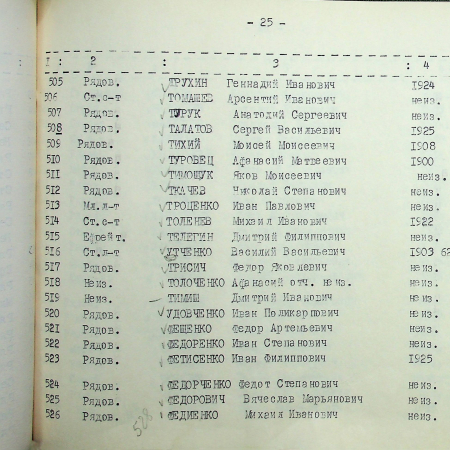 - 25 -
1 : 2 : 3 : 4
505 Рядов. ТРУХИН Геннадий Иванович 1924
506 Ст.с-т ТОМАШЕВ Арсентий Иванович неиз.
507 Рядов. ТУРУК Анатолий Сергеевич неиз.
508 Рядов. ТАЛАТОВ Сергей Васильевич 1925
509 Рядов. ТИХИЙ Моисей Моисеевич 1908
510 Рядов. ТУРОВЕЦ Афанасий Матвеевич 1900
511 Рядов. ТИМОЩУК Яков Моисеевич неиз.
512 Рядов. ТКАЧЕВ Николай Степанович неиз.
513 Мл.л-т ТРОЦЕНКО Иван Павлович неиз.
514 Ст.с-т ТОЛЕНЕВ Михаил Иванович 1922
515 Ефрейт. ТЕЛЕГИН Дмитрий Филиппович неиз.
516 Ст.л-т УТЧЕНКО Василий Васильевич 1903
517 Рядов. ТРИСИЧ Федор Яковлевич неиз.
518 Неиз. ТОЛОЧЕНКО Афанасий отч. неиз. неиз.
519 Неиз. ТИМИШ Дмитрий Иванович неиз.
520 Рядов. УДОВЧЕНКО Иван Поликарпович неиз.
521 Рядов. ФЕЩЕНКО Федор Артемьевич неиз.
522 Рядов. ФЕДОРЕНКО Иван Степанович неиз.
523 Рядов. ФЕТИСЕНКО Иван Филиппович 1925
524 Рядов. ФЕДОРЧЕНКО Федот Степанович неиз.
525 Рядов. ФЕДОРОВИЧ Вячеслав Марьянович неиз.
526 Рядов. ФЕДИЕНКО Михаил Иванович неиз.
528